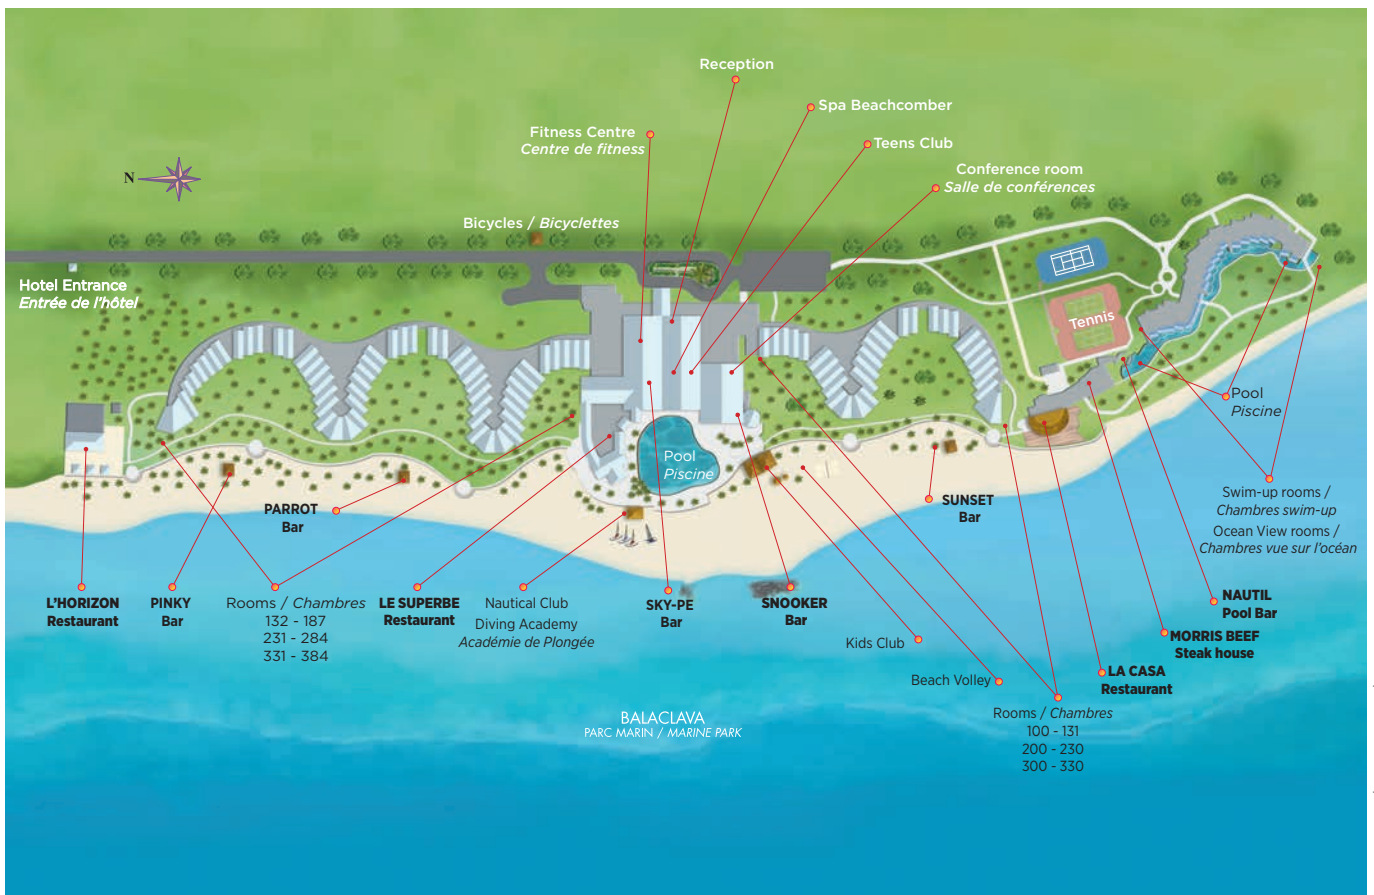 Reception
Spa Beachcomber
Fitness Centre
Centre de fitness
Teens Club
Conference room
Salle de conférences
N
Bicycles / Bicyclettes
Hotel Entrance
Entrée de l'hôtel
Tennis
Pool
Piscine
Pool
Piscine
Swim-up rooms /
Chambres swim-up
Ocean View rooms /
Chambres vue sur l'océan
PARROT
Bar
SUNSET
Bar
L'HORIZON
Restaurant
PINKY
Bar
Rooms / Chambres
132 - 187
231 - 284
331 - 384
LE SUPERBE
Restaurant
Nautical Club
Diving Academy
Académie de Plongée
SKY-PE
Bar
SNOOKER
Bar
NAUTIL
Pool Bar
Kids Club
MORRIS BEEF
Steak house
Beach Volley
LA CASA
Restaurant
Rooms / Chambres
100 - 131
200 - 230
300 - 330
BALACLAVA
PARC MARIN / MARINE PARK